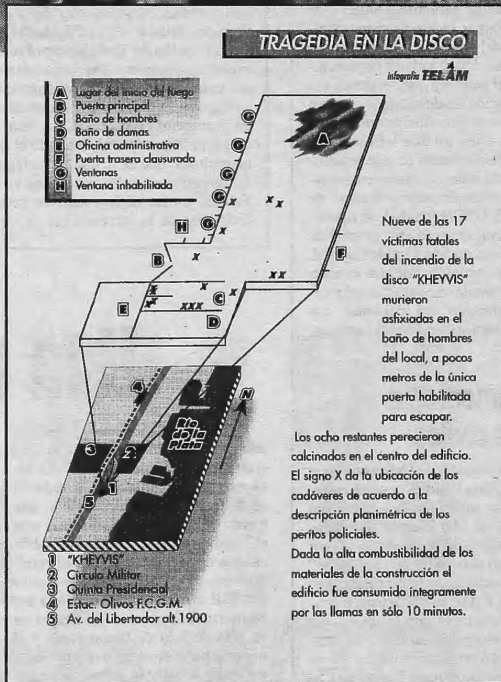 TRAGEDIA EN LA DISCO
infografía TELAM
A Lugar del inicio del fuego
B Puerta principal
C Baño de hombres
D Baño de damas
E Oficina administrativa
F Puerta trasera clausurada
G Ventanas
H Ventana inhabilitada
G
A
G
G
G
X
X X
H
G
X
B
F
X
X
X X
X
X
C
E
X X
XXX
D
Nueve de las 17
víctimas fatales
del incendio de la
disco "KHEYVIS"
murieron
asfixiadas en el
baño de hombres
del local, a pocos
metros de la única
puerta habilitada
para escapar.
Los ocho restantes perecieron
calcinados en el centro del edificio.
El signo X da la ubicación de los
cadáveres de acuerdo a la
descripción planimétrica de los
peritos policiales.
Dada la alta combustibilidad de los
materiales de la construcción el
edificio fue consumido íntegramente
por las llamas en sólo 10 minutos.
4
N
Río
de la
Plata
3
2
1
5
1 "KHEYVIS"
2 Círculo Militar
3 Quinta Presidencial
4 Estac. Olivos F.C.G.M.
5 Av. del Libertador alt.1900